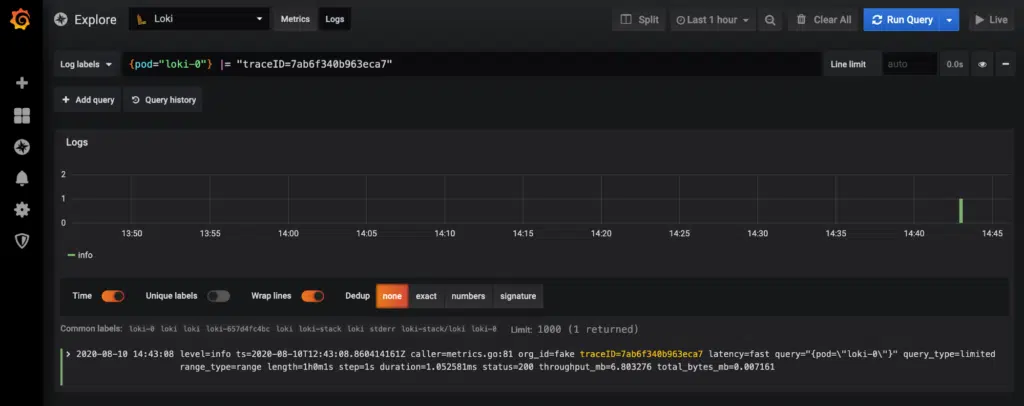 Explore Loki Metrics Logs Split Last 1 hour Clear All Run Query Live
Log labels {pod="loki-0"} |= "traceID=7ab6f340b963eca7" Line limit auto 0.0s
+ Add query Query history
Logs
2
1
0
13:50 13:55 14:00 14:05 14:10 14:15 14:20 14:25 14:30 14:35 14:40 14:45
info
Time Unique labels Wrap lines Dedup none exact numbers signature
Common labels: loki-0 loki loki loki-657d4fc4bc loki loki-stack loki stderr loki-stack/loki loki-0 Limit: 1000 (1 returned)
> 2020-08-10 14:43:08 level=info ts=2020-08-10T12:43:08.860414161Z caller=metrics.go:81 org_id=fake traceID=7ab6f340b963eca7 latency=fast query="{pod=\"loki-0\"}" query_type=limited
range_type=range length=1h0m1s step=1s duration=1.052581ms status=200 throughput_mb=6.803276 total_bytes_mb=0.007161